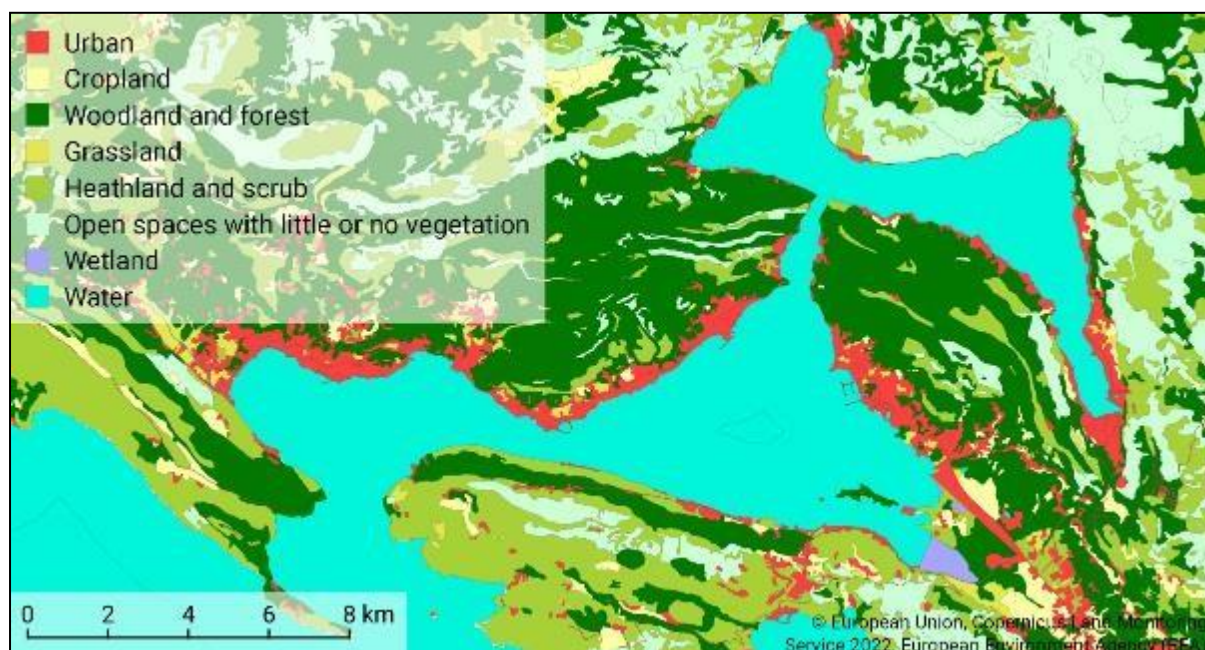 Urban
Cropland
Woodland and forest
Grassland
Heathland and scrub
Open spaces with little or no vegetation
Wetland
Water
0 2 4 6 8 km
© European Union, Copernicus Land Monitoring
Service 2022, European Environment Agency (EEA